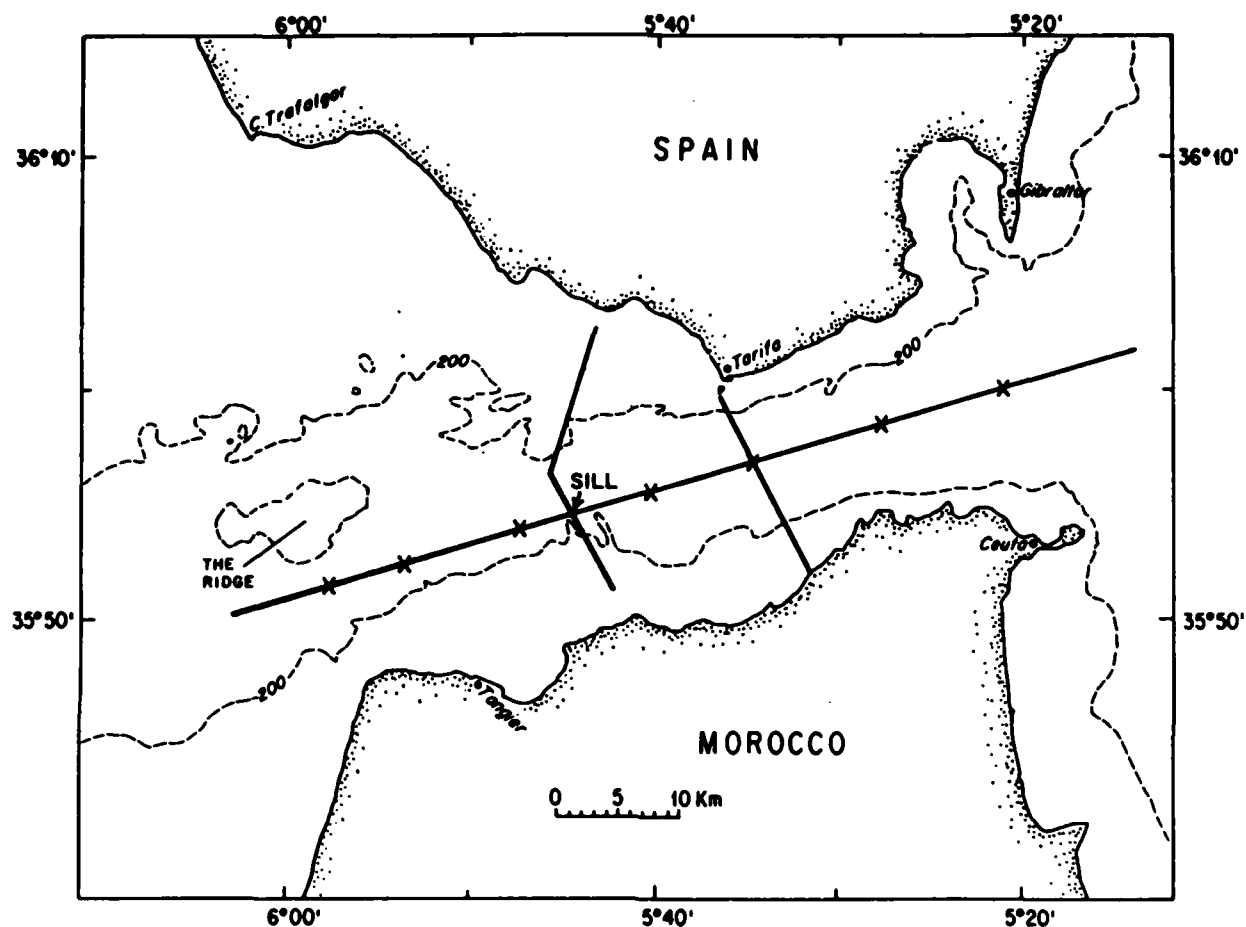 6°00' 5°40' 5°20'
C. Trafalgar
SPAIN
36°10' 36°10'
Gibraltar
Tarifa
200
200
SILL
THE
RIDGE
Ceuta
35°50' 35°50'
200
Tangier
MOROCCO
0 5 10 Km
6°00' 5°40' 5°20'